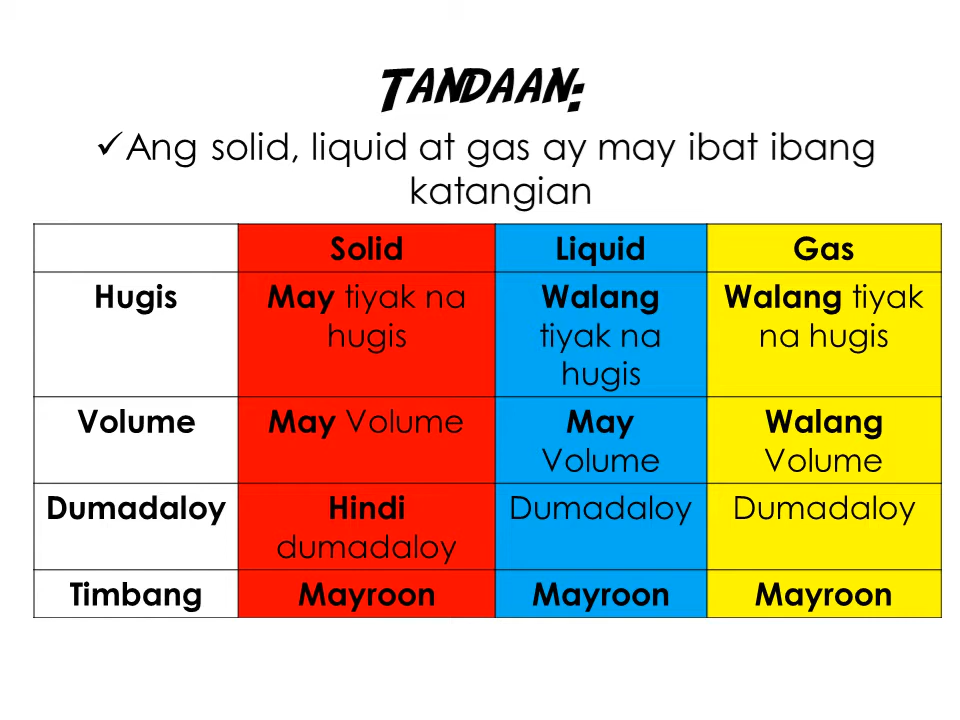 TANDAAN:
✓Ang solid, liquid at gas ay may ibat ibang
katangian
Solid Liquid Gas
Hugis May tiyak na hugis Walang tiyak na hugis Walang tiyak na hugis
Volume May Volume May Volume Walang Volume
Dumadaloy Hindi dumadaloy Dumadaloy Dumadaloy
Timbang Mayroon Mayroon Mayroon